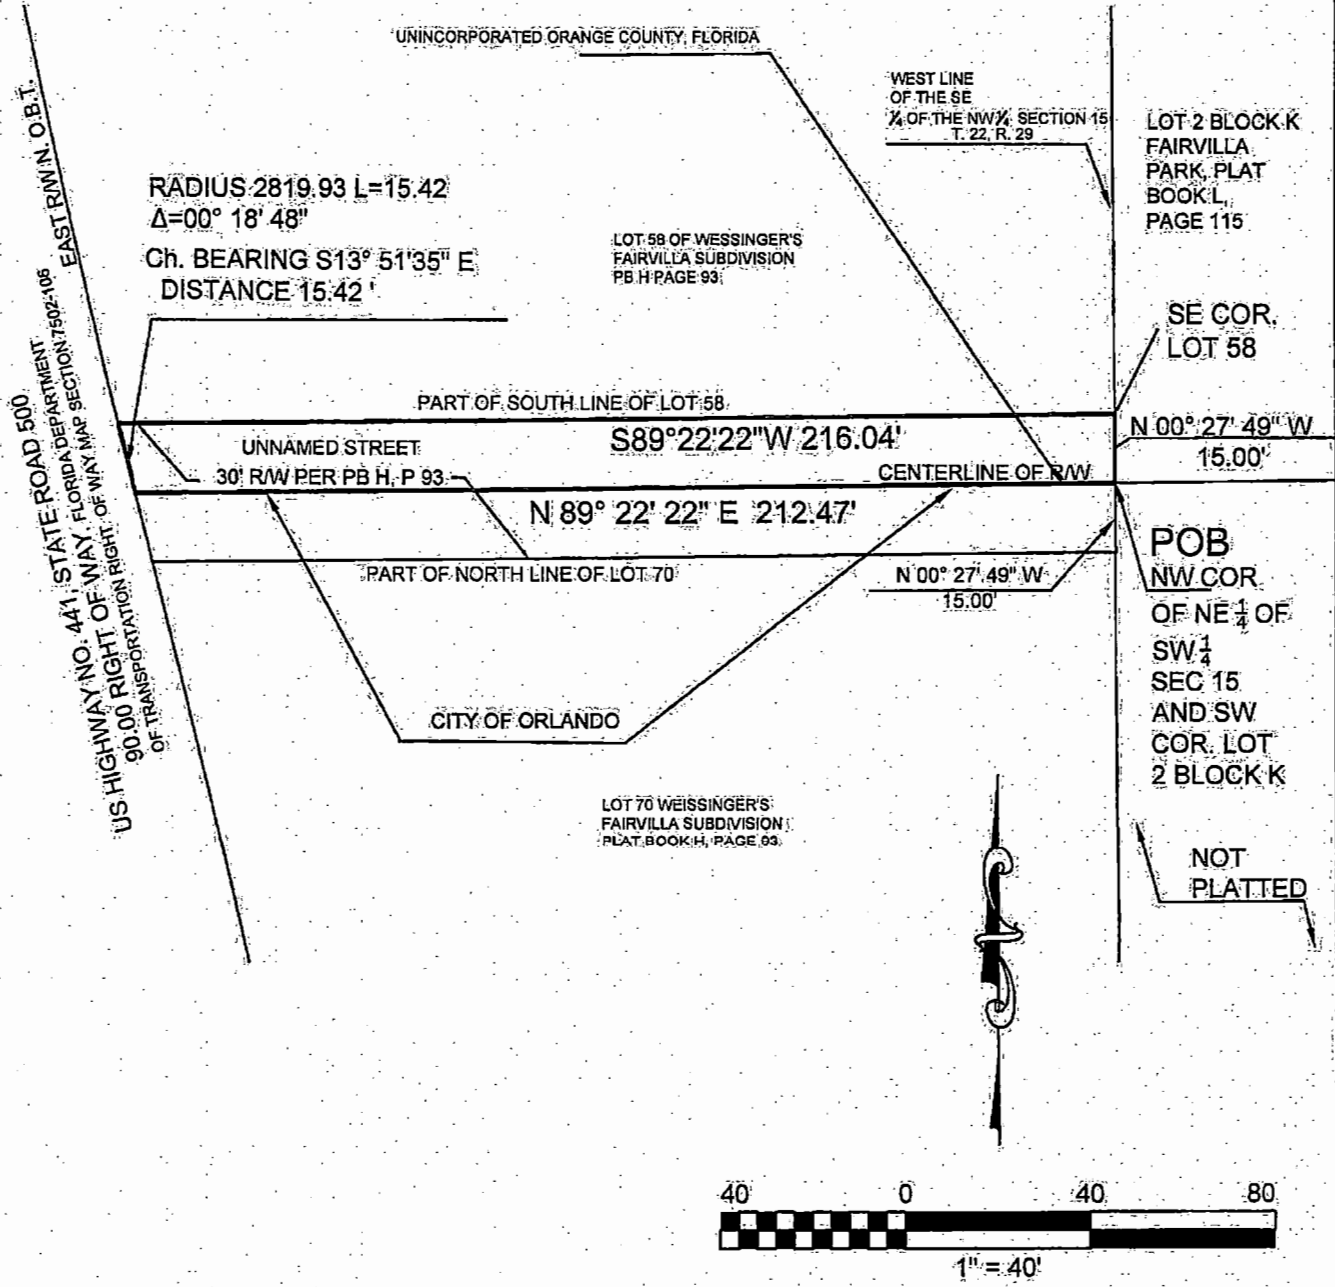 UNINCORPORATED ORANGE COUNTY, FLORIDA
WEST LINE
OF THE SE
¼ OF THE NW¼ SECTION 15
T. 22, R. 29
LOT 2 BLOCK K
FAIRVILLA
PARK, PLAT
BOOK L,
PAGE 115
EAST R/W N. O.B.T.
RADIUS 2819.93 L=15.42
Δ=00° 18' 48"
Ch. BEARING S13° 51'35" E
DISTANCE 15.42 '
LOT 58 OF WESSINGER'S
FAIRVILLA SUBDIVISION
PB H PAGE 93
SE COR.
LOT 58
PART OF SOUTH LINE OF LOT 58
S89°22'22"W 216.04'
N 00° 27' 49" W
15.00'
UNNAMED STREET
30' R/W PER PB H, P 93
CENTERLINE OF R/W
N 89° 22' 22" E 212.47'
PART OF NORTH LINE OF LOT 70
N 00° 27' 49" W
15.00'
POB
NW COR
OF NE ¼ OF
SW ¼
SEC 15
AND SW
COR. LOT
2 BLOCK K
US HIGHWAY NO. 441, STATE ROAD 500
90.00 RIGHT OF WAY, FLORIDA DEPARTMENT
OF TRANSPORTATION RIGHT OF WAY MAP SECTION 7502-106
CITY OF ORLANDO
LOT 70 WEISSINGER'S
FAIRVILLA SUBDIVISION
PLAT BOOK H, PAGE 93
NOT
PLATTED
40 0 40 80
1" = 40'